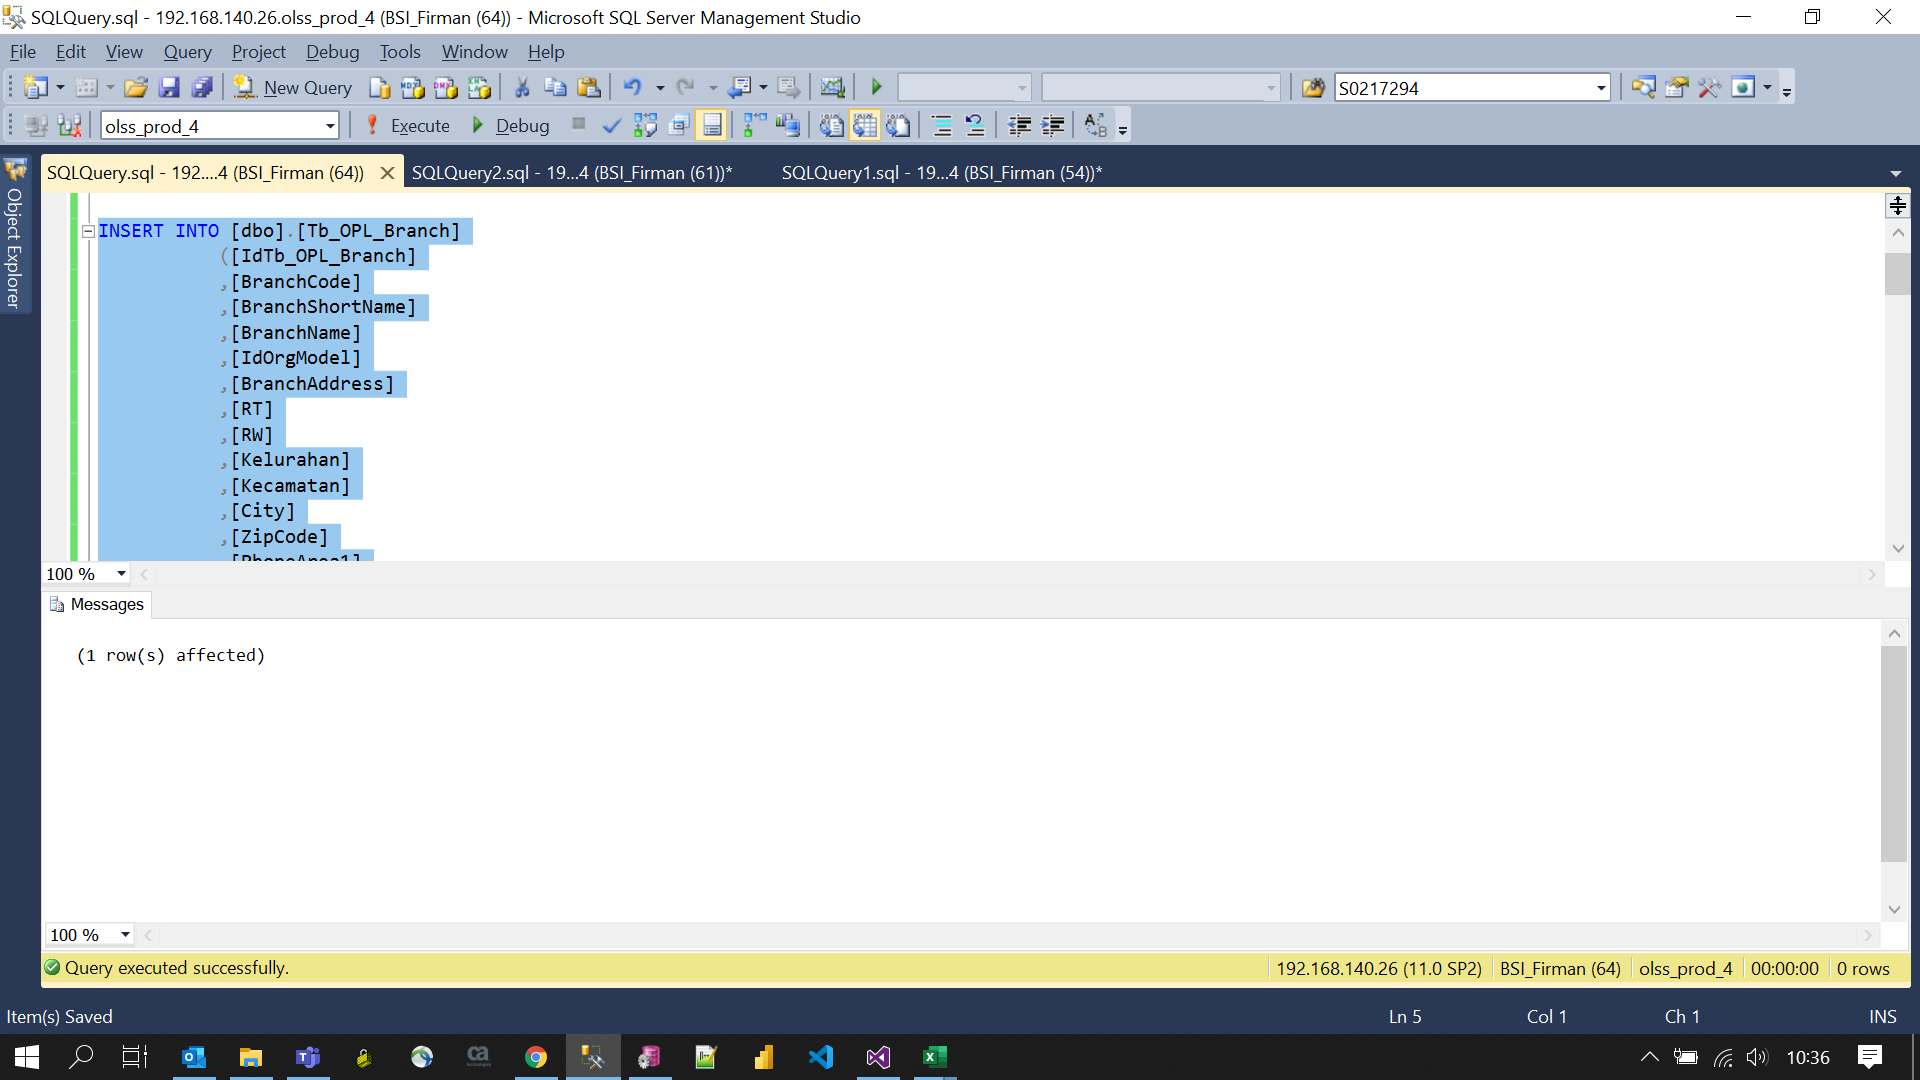 SQLQuery.sql - 192.168.140.26.olss_prod_4 (BSI_Firman (64)) - Microsoft SQL Server Management Studio
File Edit View Query Project Debug Tools Window Help
New Query S0217294
olss_prod_4 Execute Debug
SQLQuery.sql - 192....4 (BSI_Firman (64)) SQLQuery2.sql - 19...4 (BSI_Firman (61))* SQLQuery1.sql - 19...4 (BSI_Firman (54))*
Object Explorer
INSERT INTO [dbo].[Tb_OPL_Branch]
([IdTb_OPL_Branch]
,[BranchCode]
,[BranchShortName]
,[BranchName]
,[IdOrgModel]
,[BranchAddress]
,[RT]
,[RW]
,[Kelurahan]
,[Kecamatan]
,[City]
,[ZipCode]
,[PhoneArea1]
100 %
Messages
(1 row(s) affected)
100 %
Query executed successfully. 192.168.140.26 (11.0 SP2) BSI_Firman (64) olss_prod_4 00:00:00 0 rows
Item(s) Saved Ln 5 Col 1 Ch 1 INS
10:36